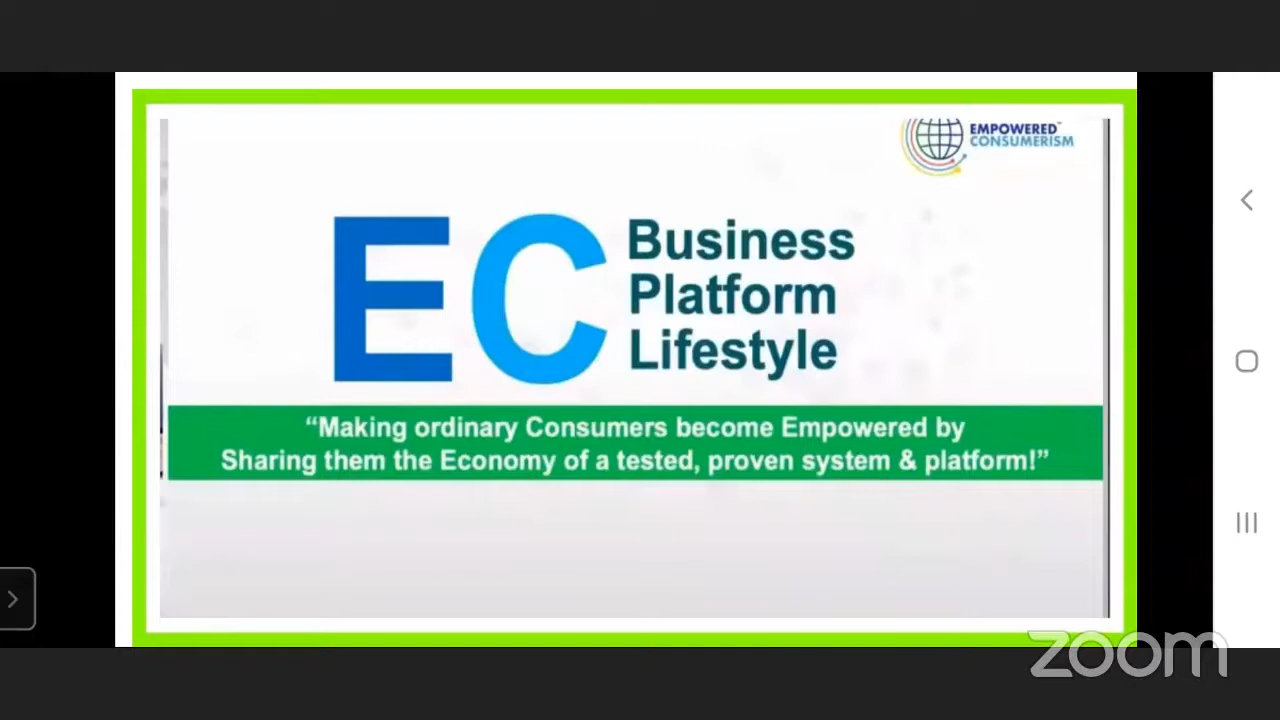 EMPOWERED™
CONSUMERISM
EC
Business
Platform
Lifestyle
“Making ordinary Consumers become Empowered by
Sharing them the Economy of a tested, proven system & platform!”
zoom